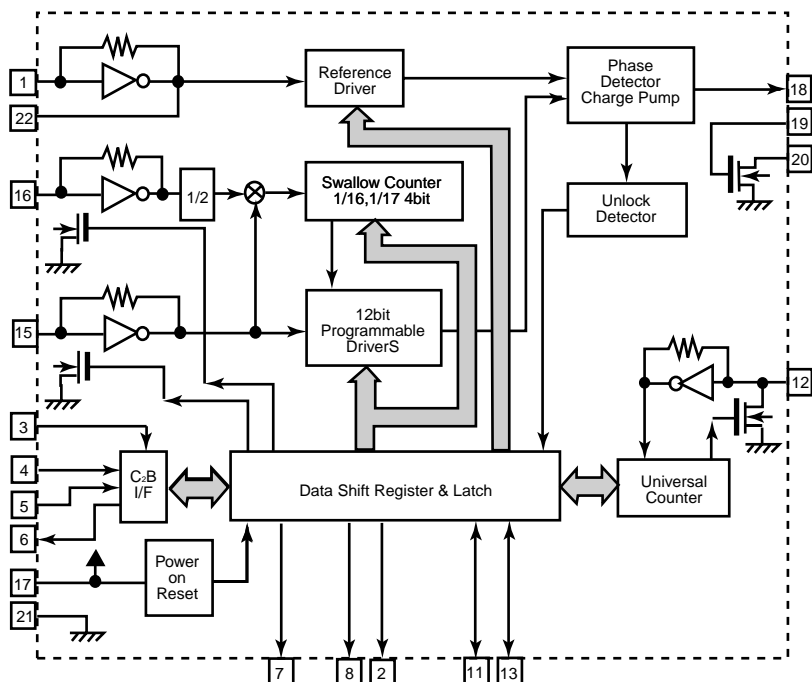 1
Reference
Driver
Phase
Detector
Charge Pump
18
22
19
20
16
1/2
Swallow Counter
1/16,1/17 4bit
Unlock
Detector
15
12bit
Programmable
DriverS
12
3
4
C₂B
I/F
5
Data Shift Register & Latch
Universal
Counter
6
17
Power
on
Reset
21
7
8
2
11
13